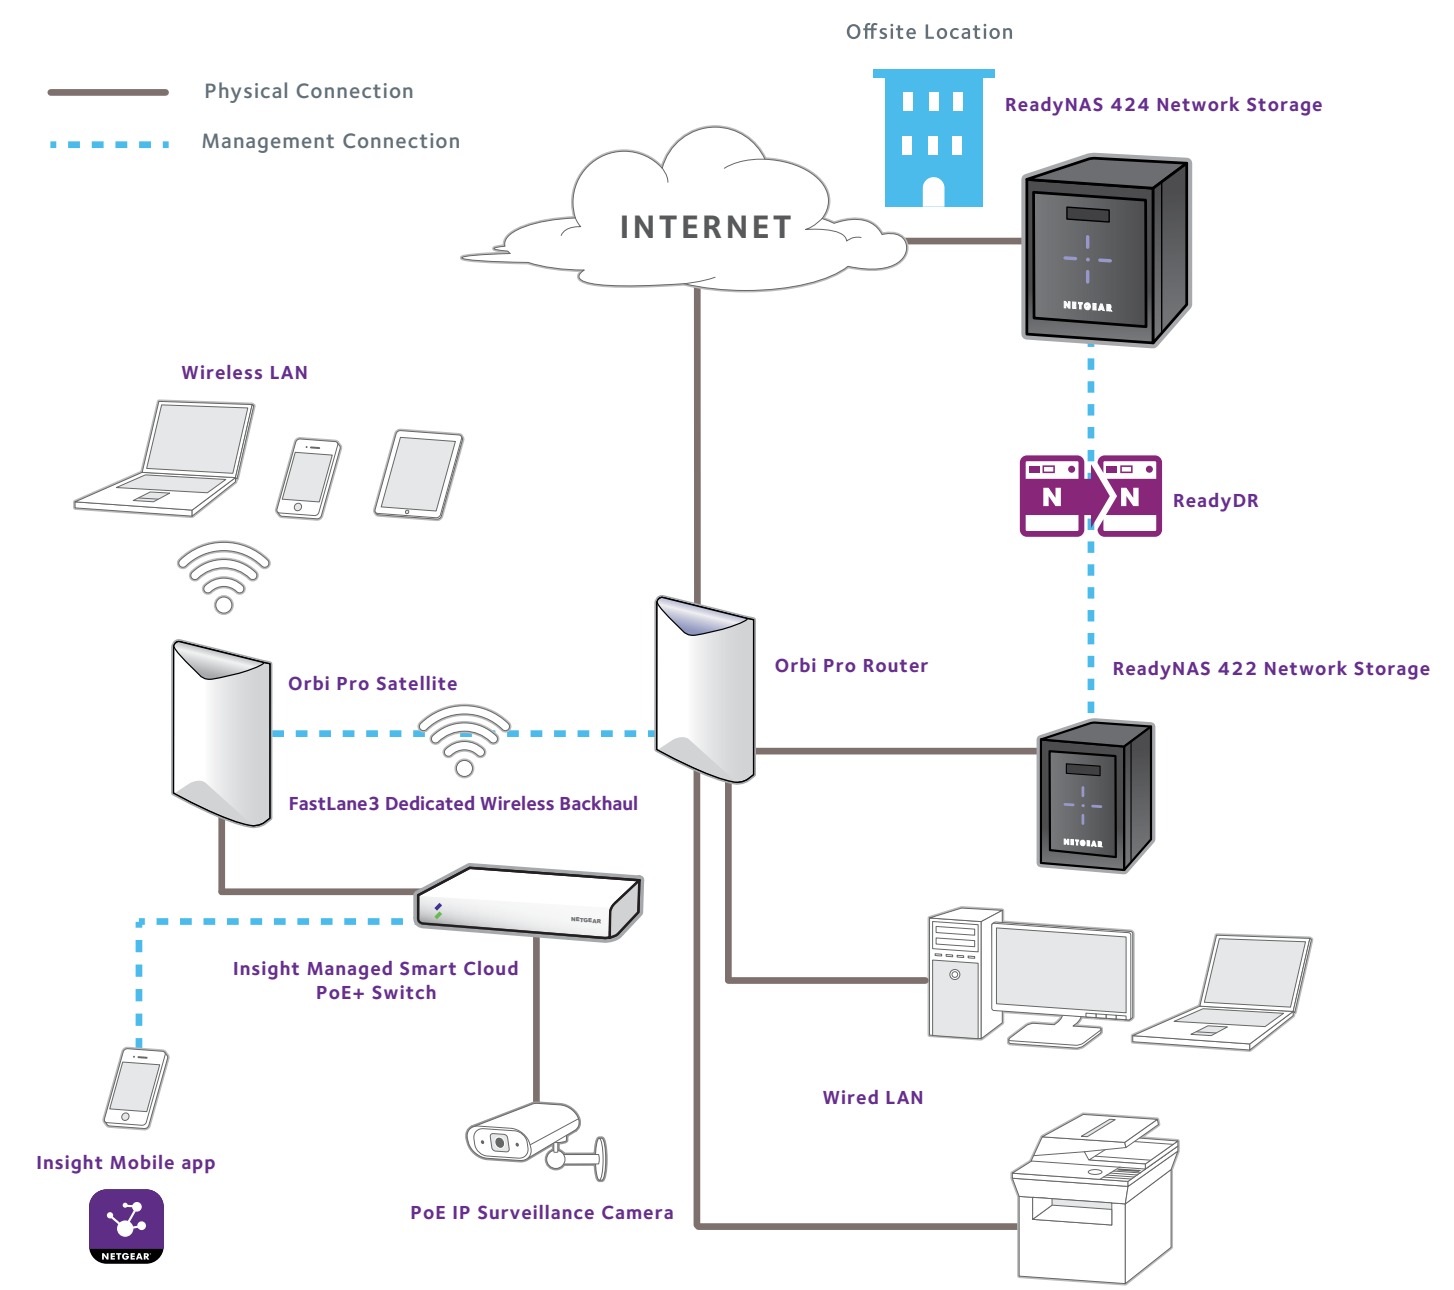 Offsite Location
Physical Connection
ReadyNAS 424 Network Storage
Management Connection
INTERNET
NETGEAR
Wireless LAN
N
N
ReadyDR
Orbi Pro Router
ReadyNAS 422 Network Storage
Orbi Pro Satellite
FastLane3 Dedicated Wireless Backhaul
NETGEAR
NETGEAR
Insight Managed Smart Cloud
PoE+ Switch
Wired LAN
Insight Mobile app
PoE IP Surveillance Camera
NETGEAR